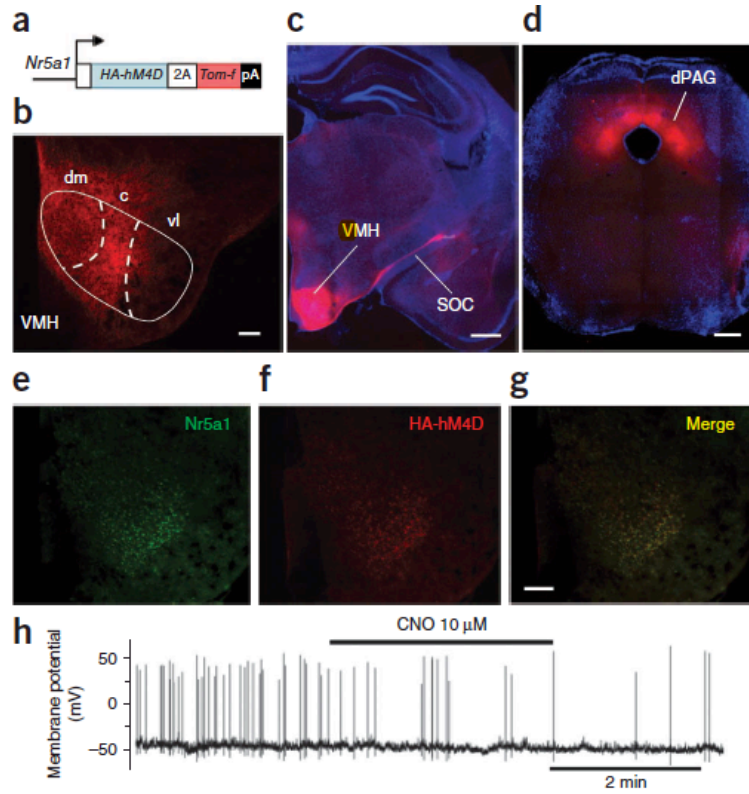 a
Nr5a1
HA-hM4D
2A
Tom-f
pA
b
dm
c
vl
VMH
c
VMH
SOC
d
dPAG
e
Nr5a1
f
HA-hM4D
g
Merge
h
CNO 10 μM
Membrane potential
(mV)
50
0
–50
2 min